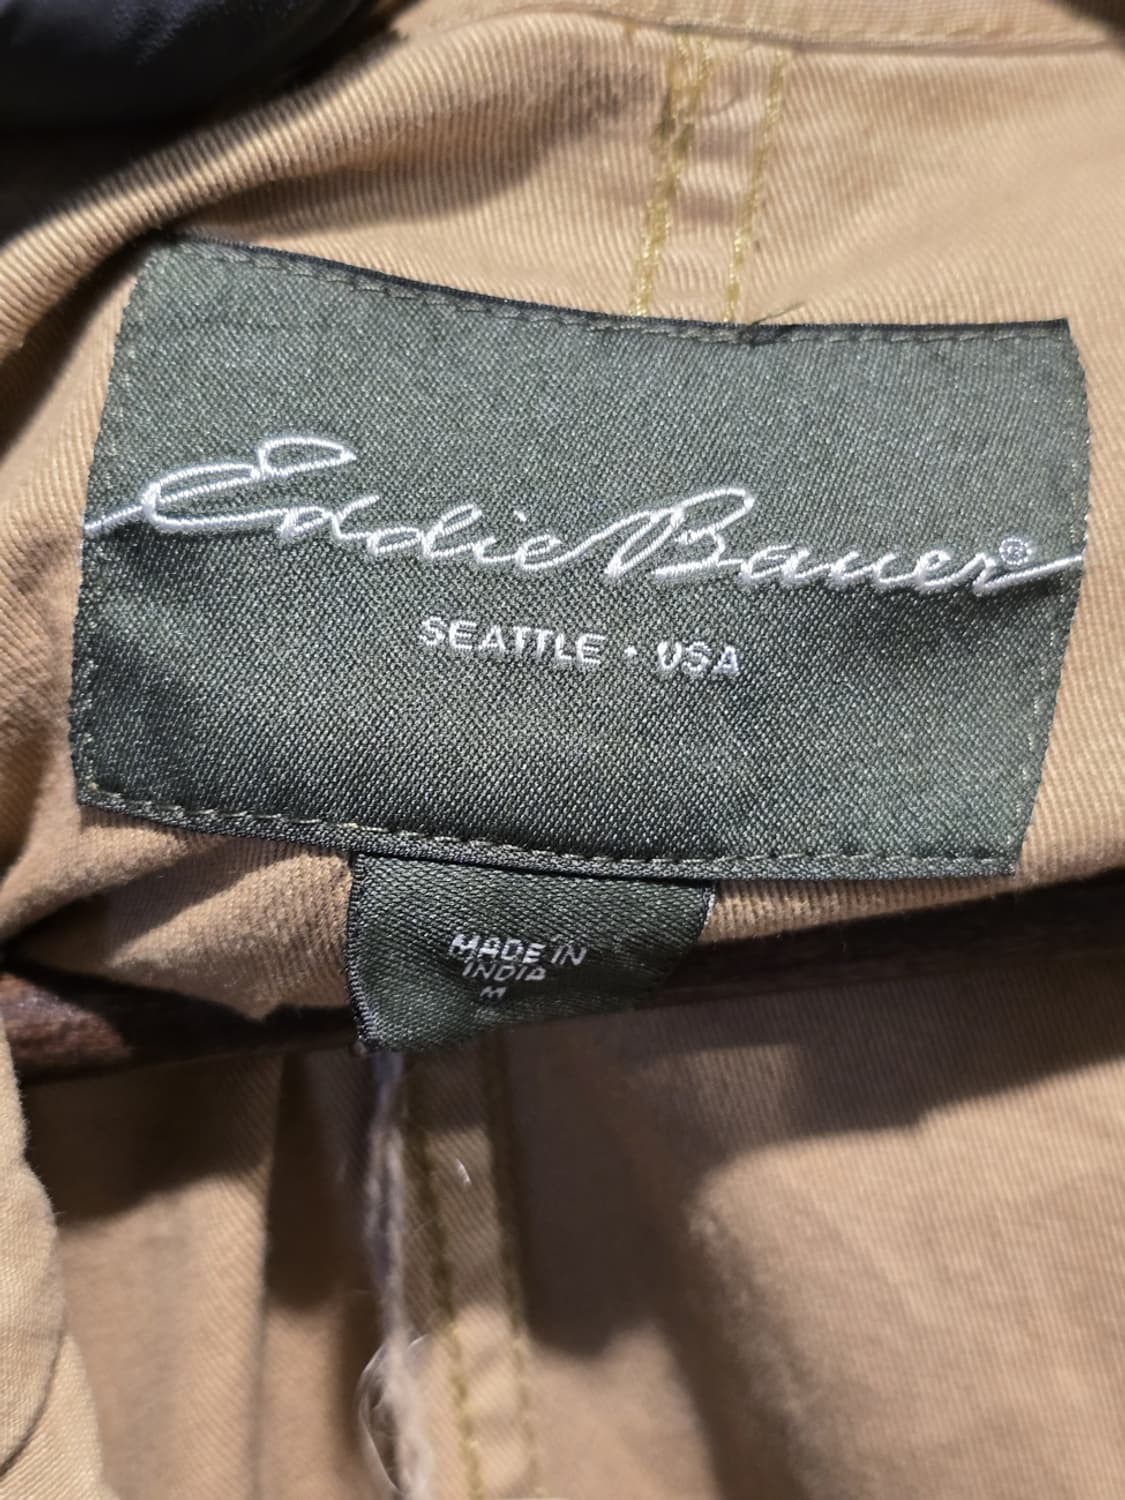 Eddie Bauer®
SEATTLE · USA
MADE IN
INDIA
M